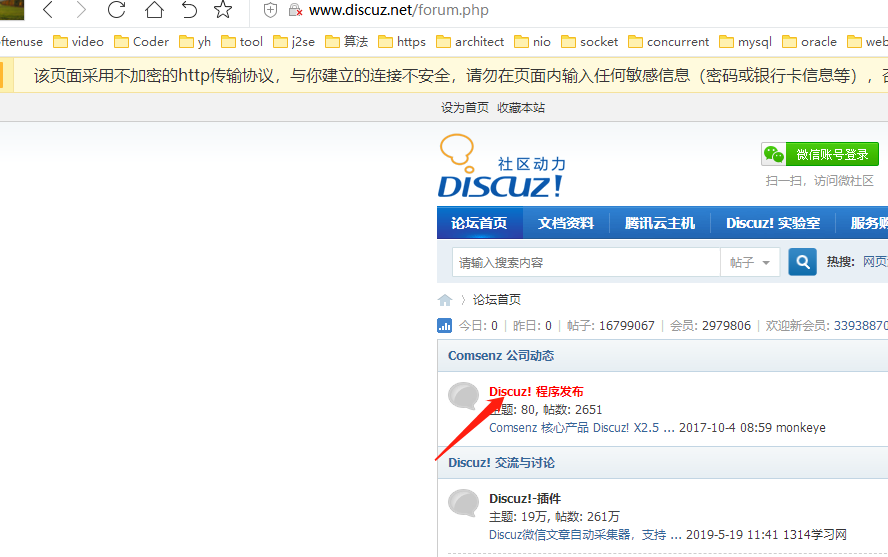 www.discuz.net/forum.php
oftenuse video Coder yh tool j2se 算法 https architect nio socket concurrent mysql oracle web
该页面采用不加密的http传输协议，与你建立的连接不安全，请勿在页面内输入任何敏感信息（密码或银行卡信息等），否
设为首页 收藏本站
社区动力
DISCUZ!
微信账号登录
扫一扫，访问微社区
论坛首页 文档资料 腾讯云主机 Discuz! 实验室 服务购
请输入搜索内容 帖子 热搜: 网页
论坛首页
今日: 0 | 昨日: 0 | 帖子: 16799067 | 会员: 2979806 | 欢迎新会员: 33938870
Comsenz 公司动态
Discuz! 程序发布
主题: 80, 帖数: 2651
Comsenz 核心产品 Discuz! X2.5 ... 2017-10-4 08:59 monkeye
Discuz! 交流与讨论
Discuz!-插件
主题: 19万, 帖数: 261万
Discuz微信文章自动采集器，支持 ... 2019-5-19 11:41 1314学习网